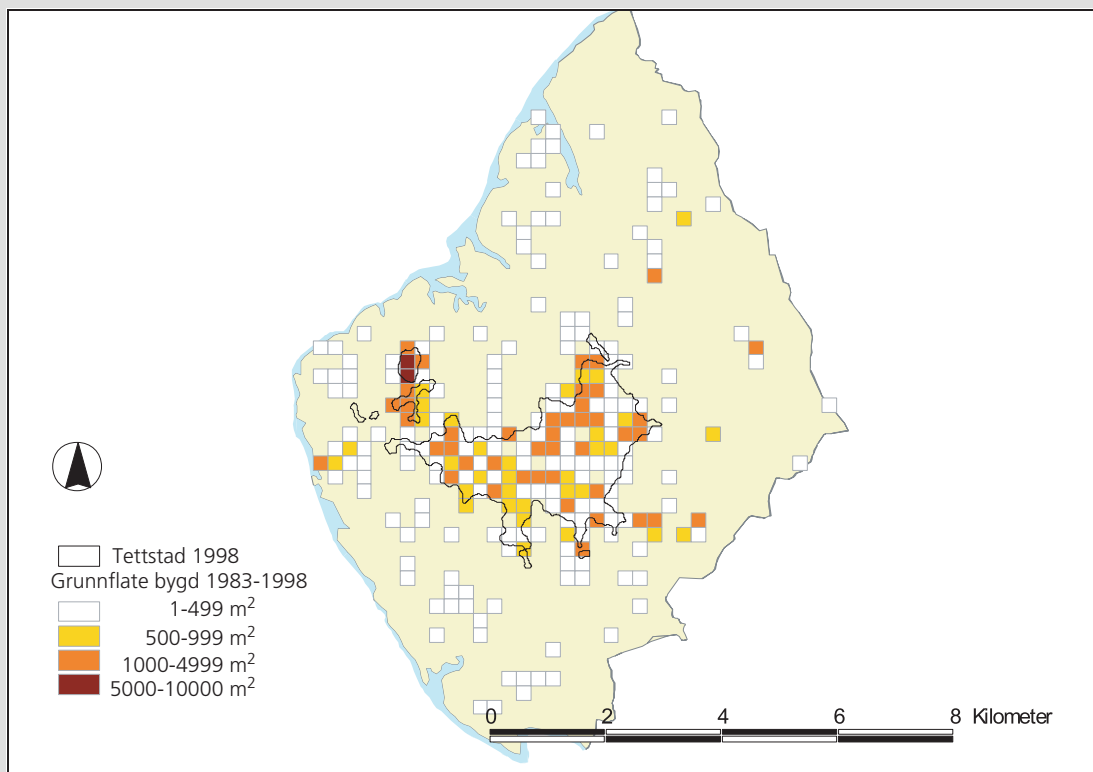 Tettstad 1998
Grunnflate bygd 1983-1998
1-499 m²
500-999 m²
1000-4999 m²
5000-10000 m²
0 2 4 6 8 Kilometer